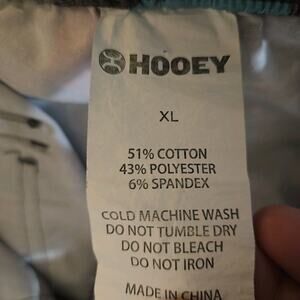 HOOEY
XL
51% COTTON
43% POLYESTER
6% SPANDEX
COLD MACHINE WASH
DO NOT TUMBLE DRY
DO NOT BLEACH
DO NOT IRON
MADE IN CHINA